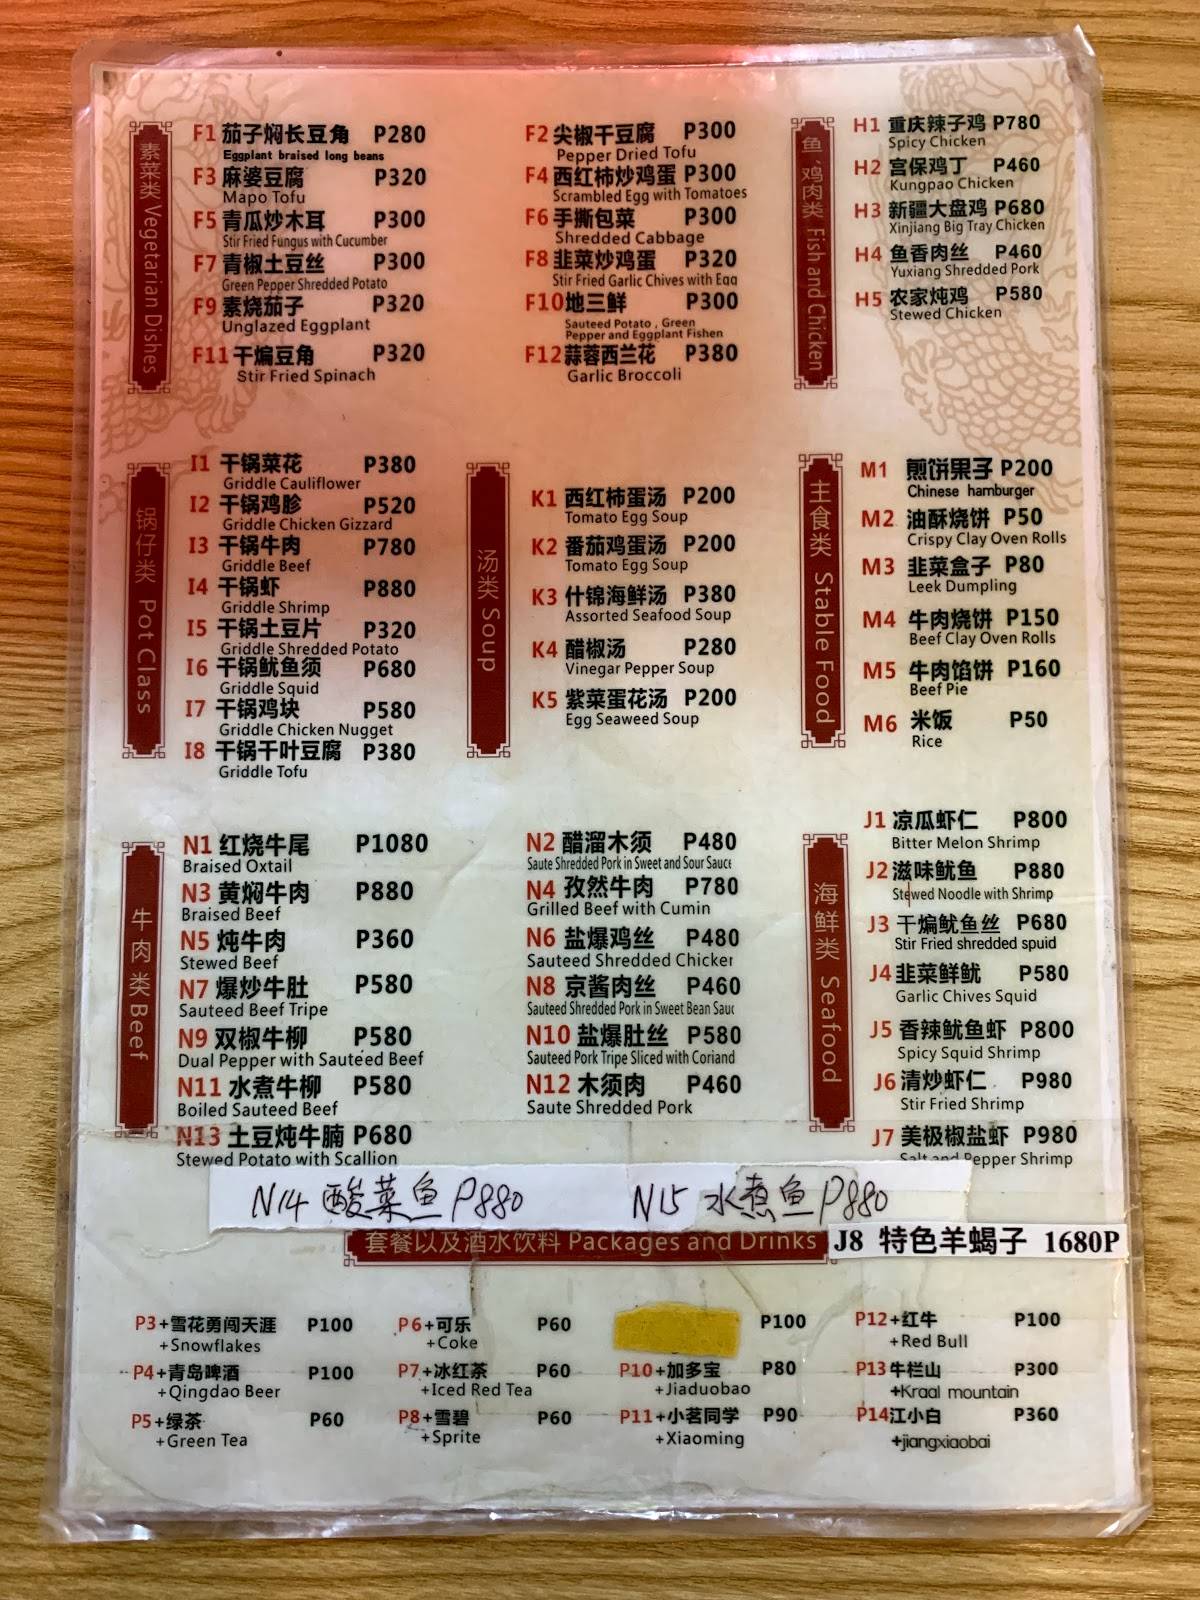 素菜类 Vegetarian Dishes
F1 茄子焖长豆角 P280
Eggplant braised long beans
F3 麻婆豆腐 P320
Mapo Tofu
F5 青瓜炒木耳 P300
Stir Fried Fungus with Cucumber
F7 青椒土豆丝 P300
Green Pepper Shredded Potato
F9 素烧茄子 P320
Unglazed Eggplant
F11 干煸豆角 P320
Stir Fried Spinach
F2 尖椒干豆腐 P300
Pepper Dried Tofu
F4 西红柿炒鸡蛋 P300
Scrambled Egg with Tomatoes
F6 手撕包菜 P300
Shredded Cabbage
F8 韭菜炒鸡蛋 P320
Stir Fried Garlic Chives with Egg
F10 地三鲜 P300
Sauteed Potato , Green
Pepper and Eggplant Fishen
F12 蒜蓉西兰花 P380
Garlic Broccoli
鱼、鸡肉类 Fish and Chicken
H1 重庆辣子鸡 P780
Spicy Chicken
H2 宫保鸡丁 P460
Kungpao Chicken
H3 新疆大盘鸡 P680
Xinjiang Big Tray Chicken
H4 鱼香肉丝 P460
Yuxiang Shredded Pork
H5 农家炖鸡 P580
Stewed Chicken
锅仔类 Pot Class
I1 干锅菜花 P380
Griddle Cauliflower
I2 干锅鸡胗 P520
Griddle Chicken Gizzard
I3 干锅牛肉 P780
Griddle Beef
I4 干锅虾 P880
Griddle Shrimp
I5 干锅土豆片 P320
Griddle Shredded Potato
I6 干锅鱿鱼须 P680
Griddle Squid
I7 干锅鸡块 P580
Griddle Chicken Nugget
I8 干锅千叶豆腐 P380
Griddle Tofu
汤类 Soup
K1 西红柿蛋汤 P200
Tomato Egg Soup
K2 番茄鸡蛋汤 P200
Tomato Egg Soup
K3 什锦海鲜汤 P380
Assorted Seafood Soup
K4 醋椒汤 P280
Vinegar Pepper Soup
K5 紫菜蛋花汤 P200
Egg Seaweed Soup
主食类 Stable Food
M1 煎饼果子 P200
Chinese hamburger
M2 油酥烧饼 P50
Crispy Clay Oven Rolls
M3 韭菜盒子 P80
Leek Dumpling
M4 牛肉烧饼 P150
Beef Clay Oven Rolls
M5 牛肉馅饼 P160
Beef Pie
M6 米饭 P50
Rice
牛肉类 Beef
N1 红烧牛尾 P1080
Braised Oxtail
N3 黄焖牛肉 P880
Braised Beef
N5 炖牛肉 P360
Stewed Beef
N7 爆炒牛肚 P580
Sauteed Beef Tripe
N9 双椒牛柳 P580
Dual Pepper with Sauteed Beef
N11 水煮牛柳 P580
Boiled Sauteed Beef
N13 土豆炖牛腩 P680
Stewed Potato with Scallion
N2 醋溜木须 P480
Saute Shredded Pork in Sweet and Sour Sauce
N4 孜然牛肉 P780
Grilled Beef with Cumin
N6 盐爆鸡丝 P480
Sauteed Shredded Chicken
N8 京酱肉丝 P460
Sauteed Shredded Pork in Sweet Bean Sauc
N10 盐爆肚丝 P580
Sauteed Pork Tripe Sliced with Coriand
N12 木须肉 P460
Saute Shredded Pork
海鲜类 Seafood
J1 凉瓜虾仁 P800
Bitter Melon Shrimp
J2 滋味鱿鱼 P880
Stewed Noodle with Shrimp
J3 干煸鱿鱼丝 P680
Stir Fried shredded spuid
J4 韭菜鲜鱿 P580
Garlic Chives Squid
J5 香辣鱿鱼虾 P800
Spicy Squid Shrimp
J6 清炒虾仁 P980
Stir Fried Shrimp
J7 美极椒盐虾 P980
Salt and Pepper Shrimp
N14 酸菜鱼 P880
N15 水煮鱼 P880
套餐以及酒水饮料 Packages and Drinks
J8 特色羊蝎子 1680P
P3+雪花勇闯天涯 P100
+Snowflakes
P4+青岛啤酒 P100
+Qingdao Beer
P5+绿茶 P60
+Green Tea
P6+可乐 P60
+Coke
P7+冰红茶 P60
+Iced Red Tea
P8+雪碧 P60
+Sprite
P100
P10+加多宝 P80
+Jiaduobao
P11+小茗同学 P90
+Xiaoming
P12+红牛 P100
+Red Bull
P13 牛栏山 P300
+Kraal mountain
P14 江小白 P360
+jiangxiaobai